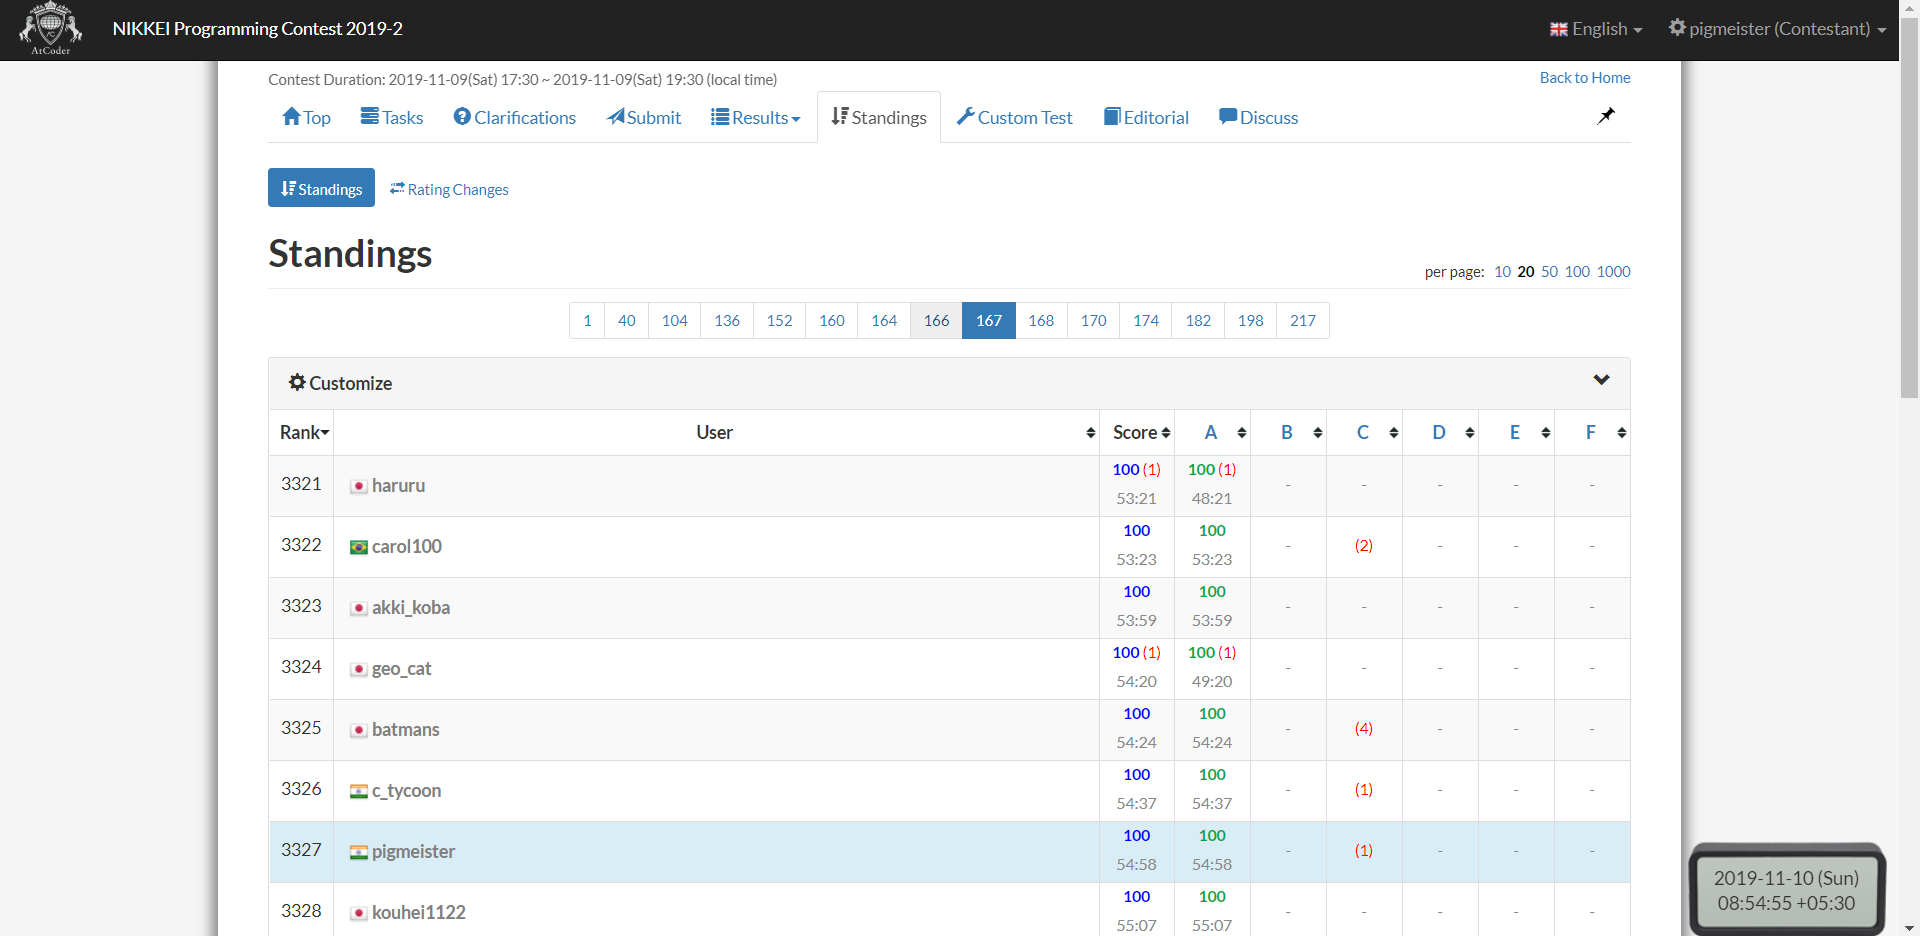 AtCoder
NIKKEI Programming Contest 2019-2
English
pigmeister (Contestant)
Contest Duration: 2019-11-09(Sat) 17:30 ~ 2019-11-09(Sat) 19:30 (local time)
Back to Home
Top Tasks Clarifications Submit Results Standings Custom Test Editorial Discuss
Standings Rating Changes
Standings
per page: 10 20 50 100 1000
1 40 104 136 152 160 164 166 167 168 170 174 182 198 217
Customize
Rank User Score A B C D E F
3321 haruru 100 (1) 53:21 100 (1) 48:21 - - - - -
3322 carol100 100 53:23 100 53:23 - (2) - - -
3323 akki_koba 100 53:59 100 53:59 - - - - -
3324 geo_cat 100 (1) 54:20 100 (1) 49:20 - - - - -
3325 batmans 100 54:24 100 54:24 - (4) - - -
3326 c_tycoon 100 54:37 100 54:37 - (1) - - -
3327 pigmeister 100 54:58 100 54:58 - (1) - - -
3328 kouhei1122 100 55:07 100 55:07 - - - - -
2019-11-10 (Sun)
08:54:55 +05:30